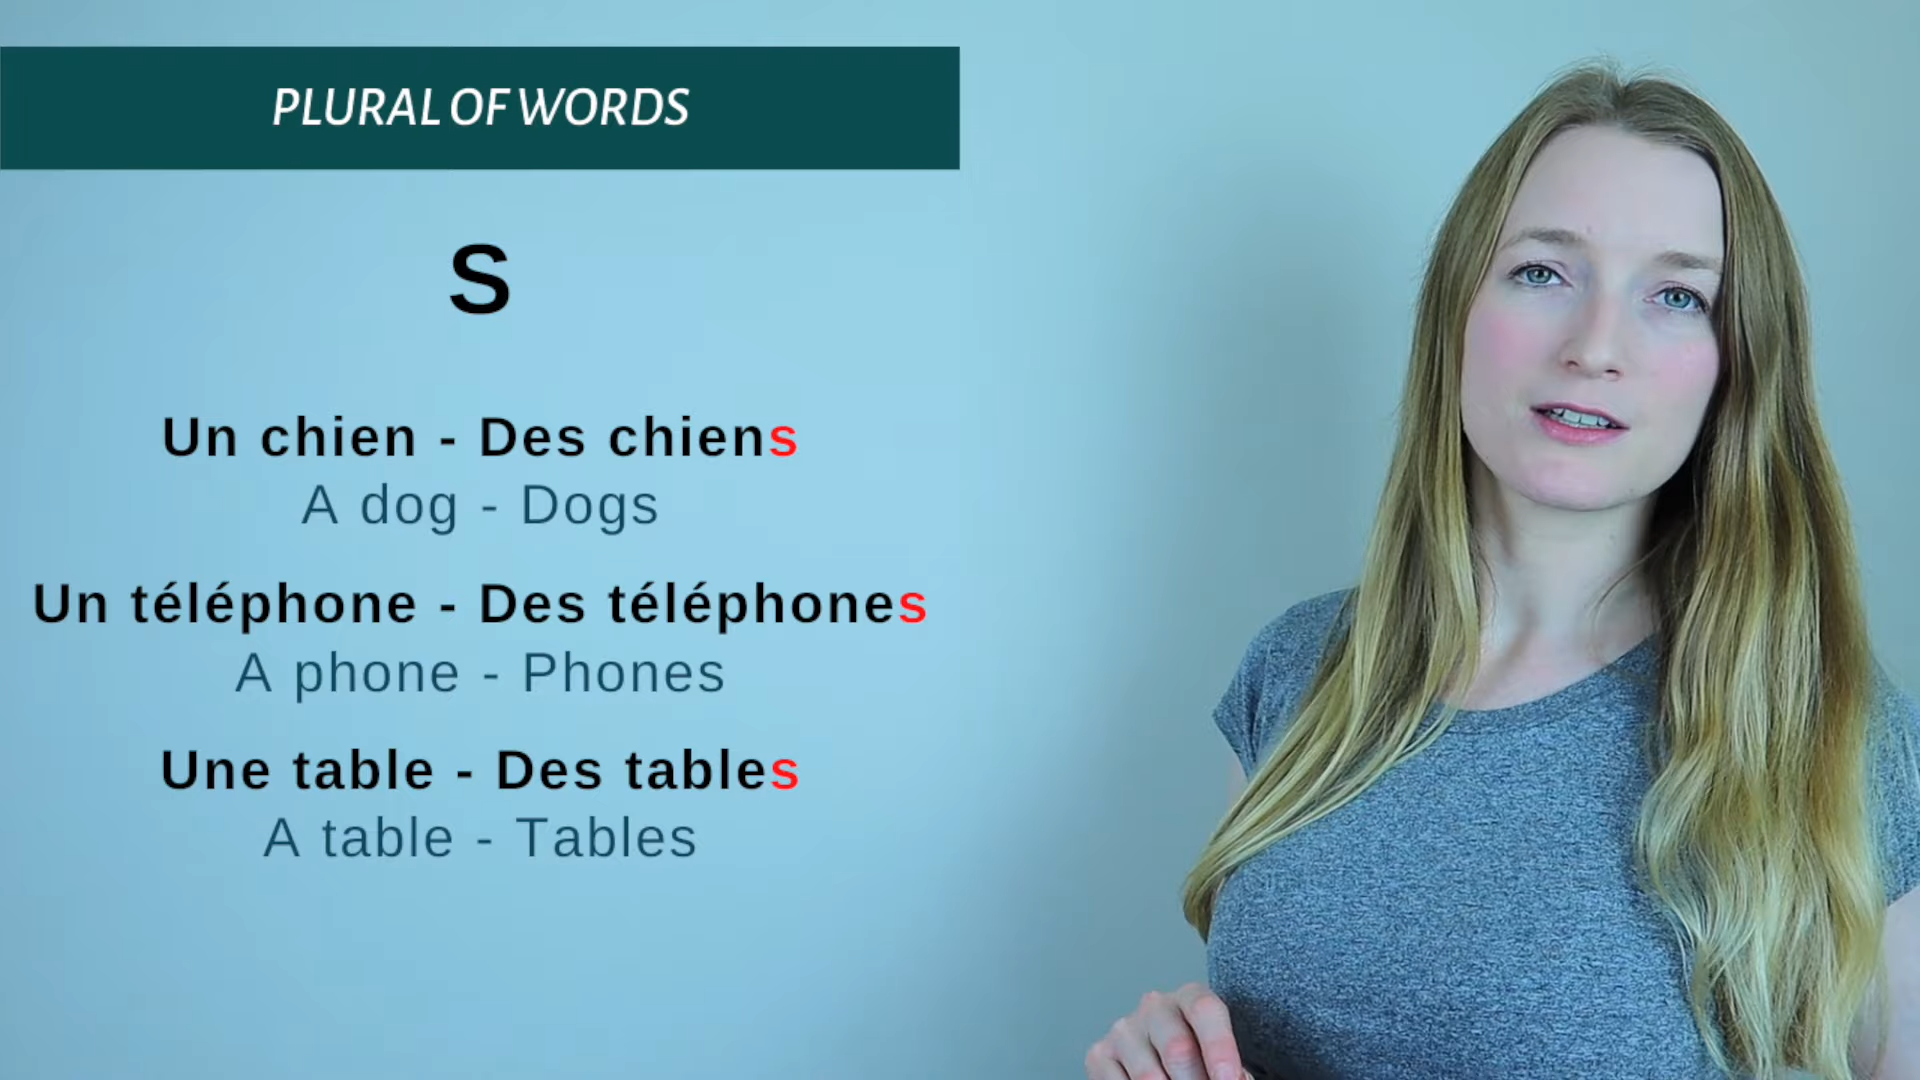 PLURAL OF WORDS
S
Un chien - Des chiens
A dog - Dogs
Un téléphone - Des téléphones
A phone - Phones
Une table - Des tables
A table - Tables